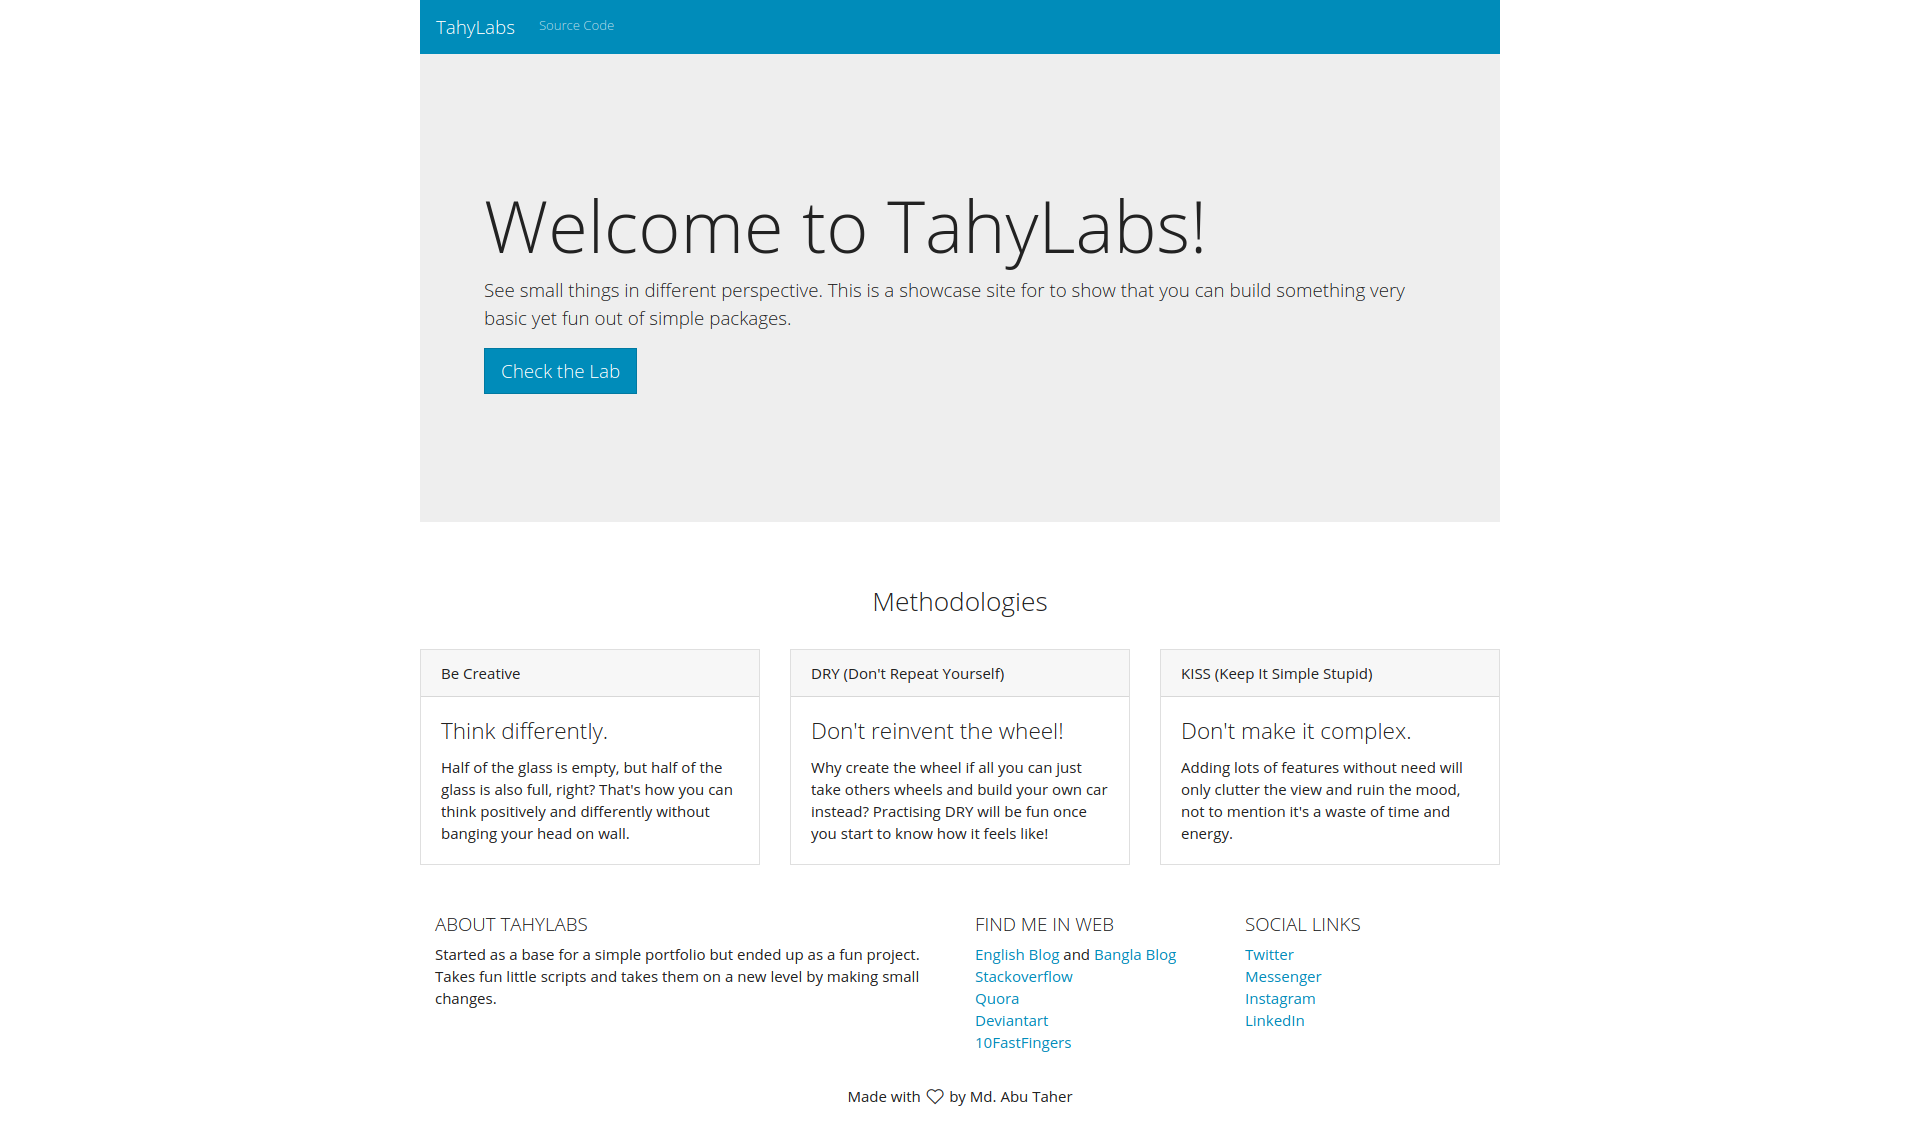 TahyLabs Source Code
Welcome to TahyLabs!
See small things in different perspective. This is a showcase site for to show that you can build something very
basic yet fun out of simple packages.
Check the Lab
Methodologies
Be Creative
Think differently.
Half of the glass is empty, but half of the
glass is also full, right? That's how you can
think positively and differently without
banging your head on wall.
DRY (Don't Repeat Yourself)
Don't reinvent the wheel!
Why create the wheel if all you can just
take others wheels and build your own car
instead? Practising DRY will be fun once
you start to know how it feels like!
KISS (Keep It Simple Stupid)
Don't make it complex.
Adding lots of features without need will
only clutter the view and ruin the mood,
not to mention it's a waste of time and
energy.
ABOUT TAHYLABS
Started as a base for a simple portfolio but ended up as a fun project.
Takes fun little scripts and takes them on a new level by making small
changes.
FIND ME IN WEB
English Blog and Bangla Blog
Stackoverflow
Quora
Deviantart
10FastFingers
SOCIAL LINKS
Twitter
Messenger
Instagram
LinkedIn
Made with ♡ by Md. Abu Taher